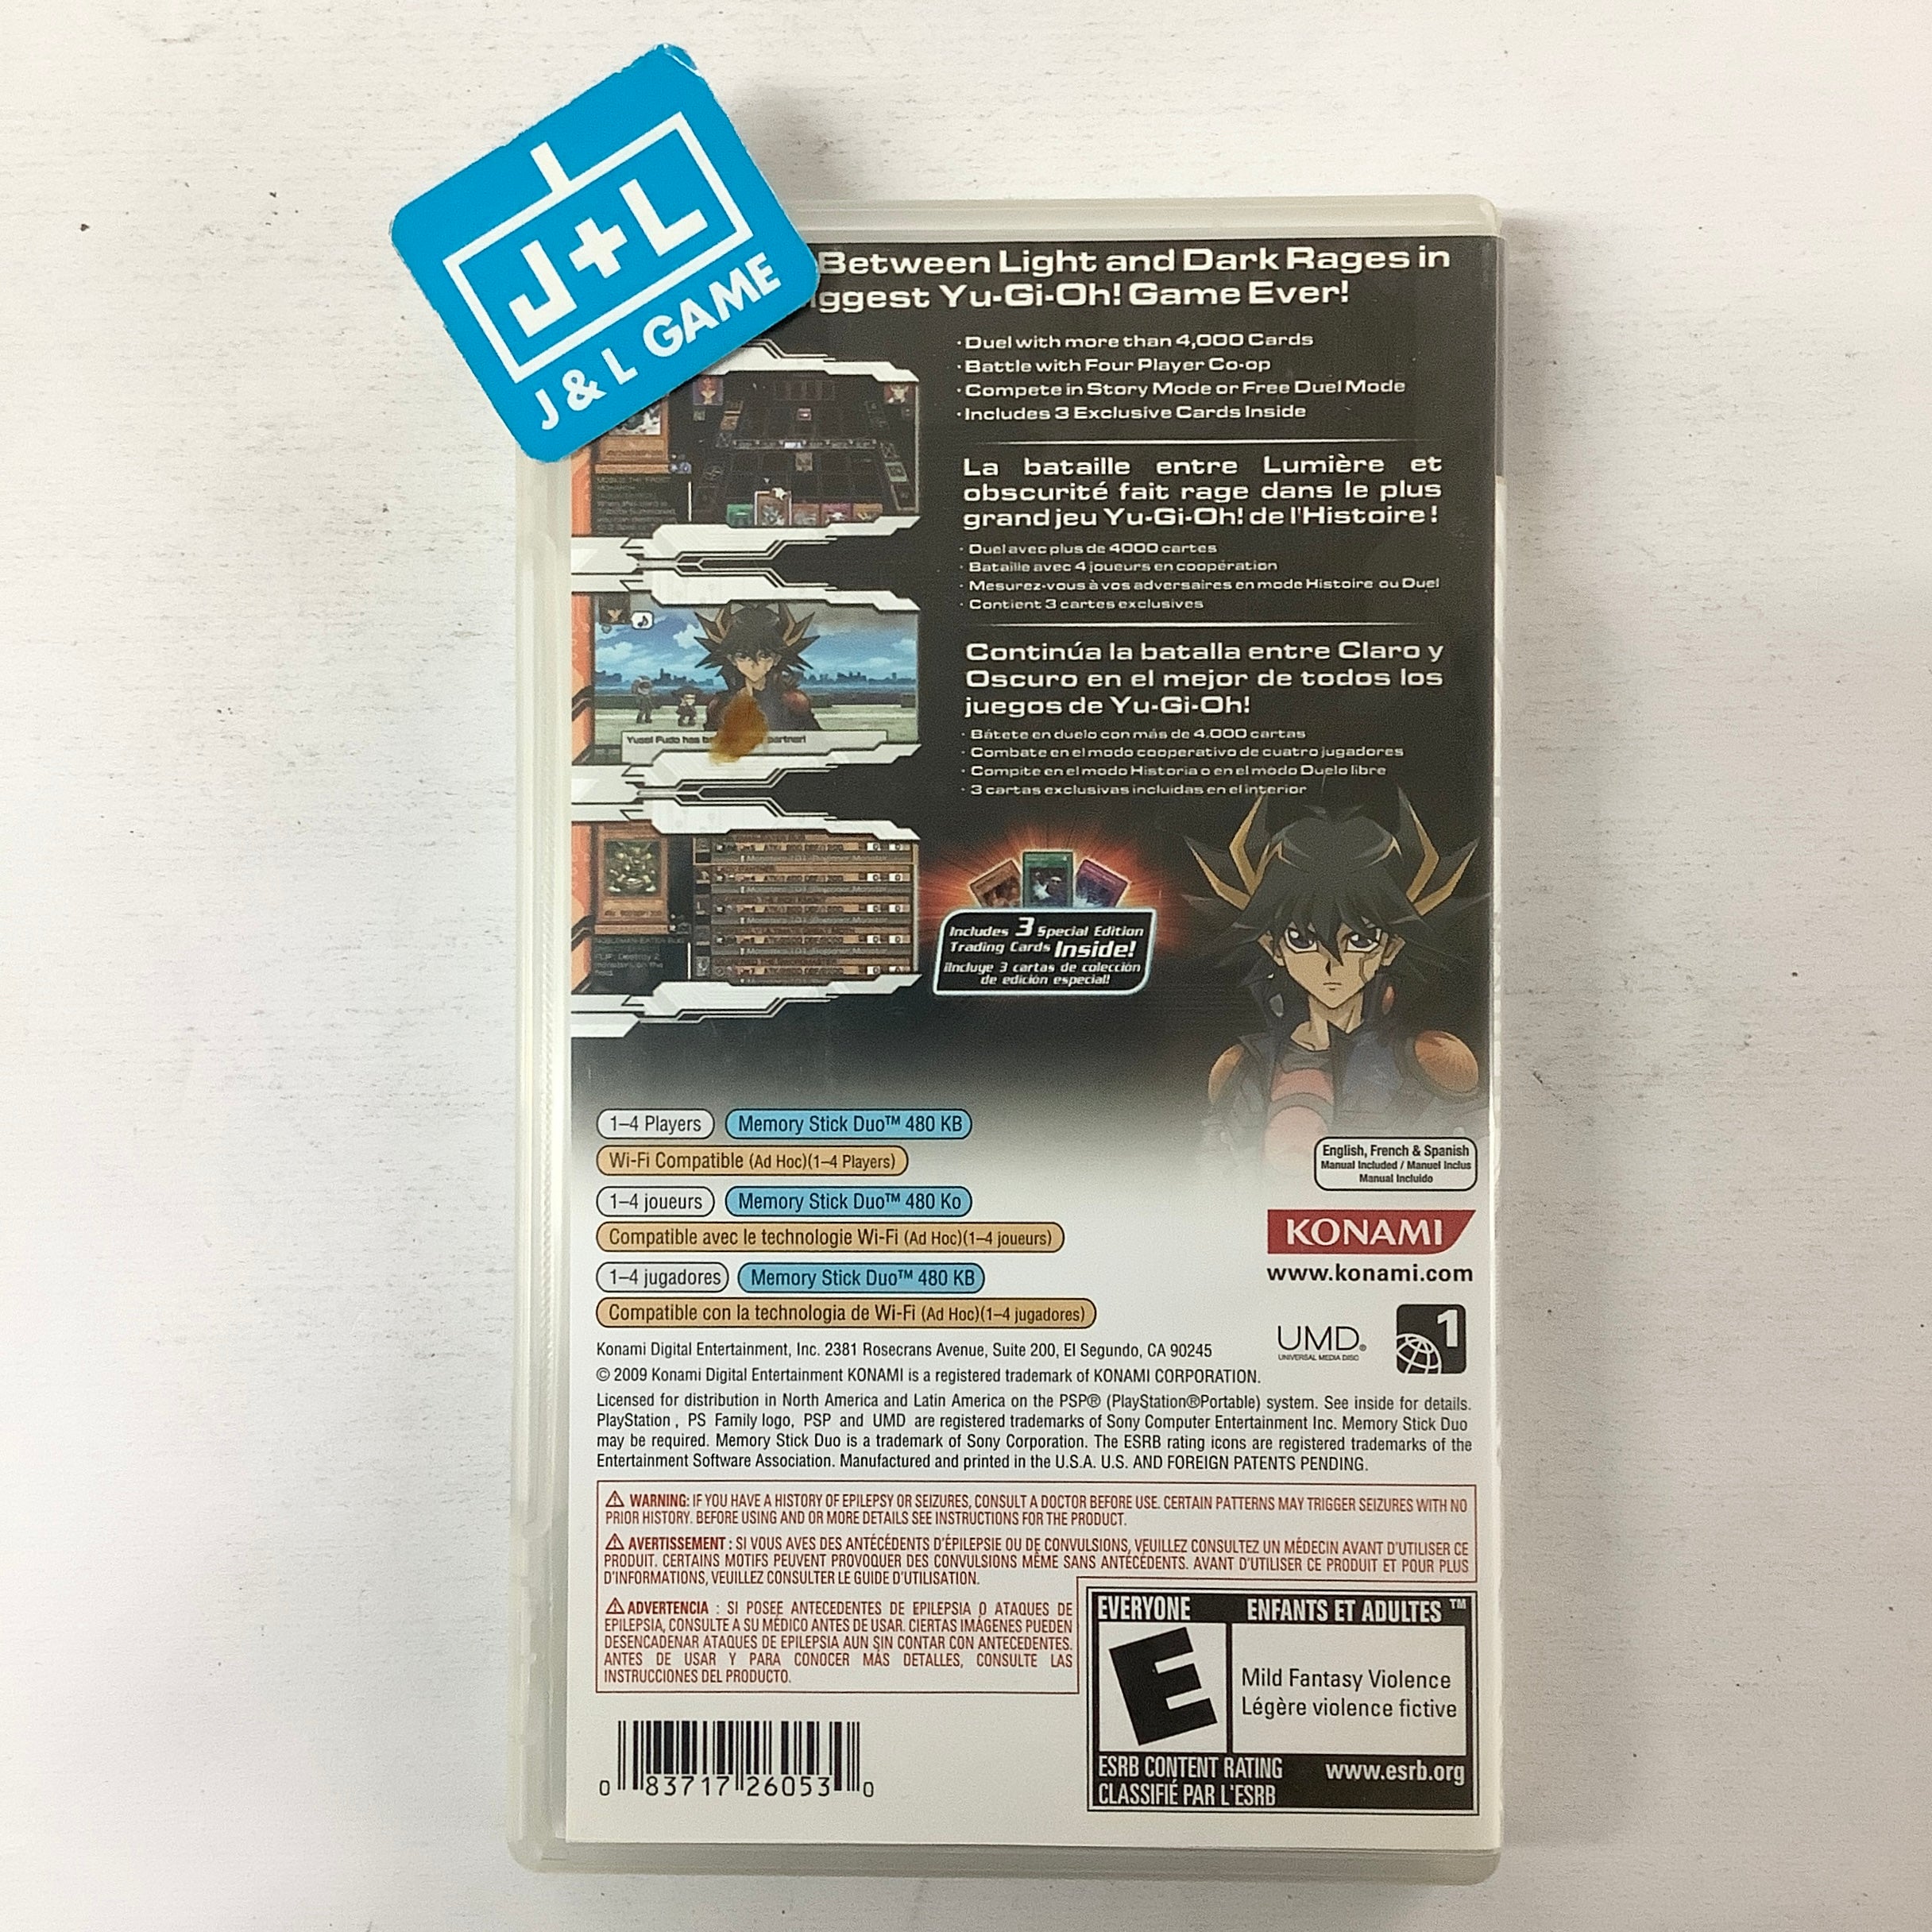 J+L
J & L GAME
Between Light and Dark Rages in
Yu-Gi-Oh! Game Ever!
· Duel with more than 4,000 Cards
· Battle with Four Player Co-op
· Compete in Story Mode or Free Duel Mode
· Includes 3 Exclusive Cards Inside
La bataille entre Lumière et
obscurité fait rage dans le plus
grand jeu Yu-Gi-Oh! de l'Histoire !
· Duel avec plus de 4000 cartes
· Bataille avec 4 joueurs en coopération
· Mesurez-vous à vos adversaires en mode Histoire ou Duel
· Contient 3 cartes exclusives
Continúa la batalla entre Claro y
Oscuro en el mejor de todos los
juegos de Yu-Gi-Oh!
· Bátete en duelo con más de 4,000 cartas
· Combate en el modo cooperativo de cuatro jugadores
· Compite en el modo Historia o en el modo Duelo libre
· 3 cartas exclusivas incluidas en el interior
Yusei Fudo has partner!
Includes 3 Special Edition
Trading Cards Inside!
¡Incluye 3 cartas de colección
de edición especial!
1–4 Players Memory Stick Duo™ 480 KB
Wi-Fi Compatible (Ad Hoc)(1–4 Players)
1–4 joueurs Memory Stick Duo™ 480 Ko
Compatible avec le technologie Wi-Fi (Ad Hoc)(1–4 joueurs)
1–4 jugadores Memory Stick Duo™ 480 KB
Compatible con la technologia de Wi-Fi (Ad Hoc)(1–4 jugadores)
English, French & Spanish
Manual Included / Manuel Inclus
Manual Incluido
KONAMI
www.konami.com
UMD®
UNIVERSAL MEDIA DISC
1
Konami Digital Entertainment, Inc. 2381 Rosecrans Avenue, Suite 200, El Segundo, CA 90245
© 2009 Konami Digital Entertainment KONAMI is a registered trademark of KONAMI CORPORATION.
Licensed for distribution in North America and Latin America on the PSP® (PlayStation®Portable) system. See inside for details.
PlayStation, PS Family logo, PSP and UMD are registered trademarks of Sony Computer Entertainment Inc. Memory Stick Duo
may be required. Memory Stick Duo is a trademark of Sony Corporation. The ESRB rating icons are registered trademarks of the
Entertainment Software Association. Manufactured and printed in the U.S.A. U.S. AND FOREIGN PATENTS PENDING.
WARNING: IF YOU HAVE A HISTORY OF EPILEPSY OR SEIZURES, CONSULT A DOCTOR BEFORE USE. CERTAIN PATTERNS MAY TRIGGER SEIZURES WITH NO
PRIOR HISTORY. BEFORE USING AND OR MORE DETAILS SEE INSTRUCTIONS FOR THE PRODUCT.
AVERTISSEMENT : SI VOUS AVES DES ANTÉCÉDENTS D'ÉPILEPSIE OU DE CONVULSIONS, VEUILLEZ CONSULTEZ UN MÉDECIN AVANT D'UTILISER CE
PRODUIT. CERTAINS MOTIFS PEUVENT PROVOQUER DES CONVULSIONS MÊME SANS ANTÉCÉDENTS. AVANT D'UTILISER CE PRODUIT ET POUR PLUS
D'INFORMATIONS, VEUILLEZ CONSULTER LE GUIDE D'UTILISATION.
ADVERTENCIA : SI POSEE ANTECEDENTES DE EPILEPSIA O ATAQUES DE
EPILEPSIA, CONSULTE A SU MÉDICO ANTES DE USAR. CIERTAS IMÁGENES PUEDEN
DESENCADENAR ATAQUES DE EPILEPSIA AUN SIN CONTAR CON ANTECEDENTES.
ANTES DE USAR Y PARA CONOCER MÁS DETALLES, CONSULTE LAS
INSTRUCCIONES DEL PRODUCTO.
EVERYONE ENFANTS ET ADULTES ™
E
Mild Fantasy Violence
Légère violence fictive
ESRB CONTENT RATING www.esrb.org
CLASSIFIÉ PAR L'ESRB
0 83717 26053 0